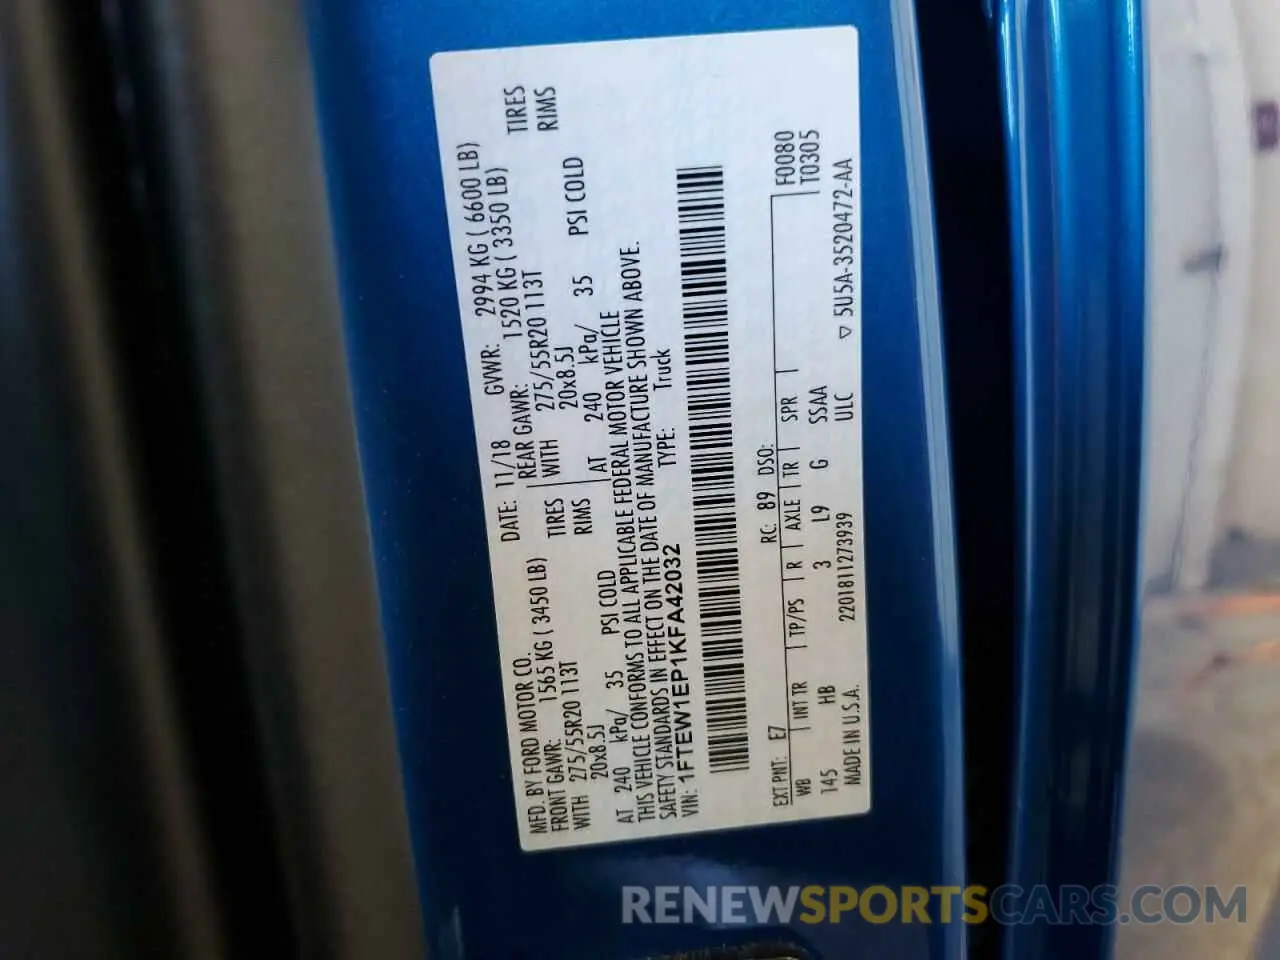 MFD. BY FORD MOTOR CO.
DATE: 11/18 GVWR: 2994 KG ( 6600 LB)
FRONT GAWR: 1565 KG ( 3450 LB) REAR GAWR: 1520 KG ( 3350 LB)
WITH 275/55R20 113T TIRES WITH 275/55R20 113T TIRES
20x8.5J RIMS 20x8.5J RIMS
AT 240 kPa/ 35 PSI COLD AT 240 kPa/ 35 PSI COLD
THIS VEHICLE CONFORMS TO ALL APPLICABLE FEDERAL MOTOR VEHICLE
SAFETY STANDARDS IN EFFECT ON THE DATE OF MANUFACTURE SHOWN ABOVE.
VIN: 1FTEW1EP1KFA42032 TYPE: Truck
EXT PNT: E7 RC: 89 DSO: F0080
WB INT TR TP/PS R AXLE TR SPR T0305
145 HB 3 L9 G SSAA
MADE IN U.S.A. 2201811273939 ULC ▽ 5U5A-3520472-AA
RENEWSPORTSCARS.COM